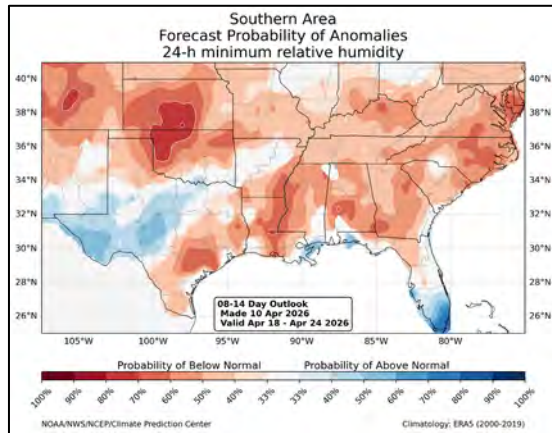 Southern Area
Forecast Probability of Anomalies
24-h minimum relative humidity
40°N 40°N
38°N 38°N
36°N 36°N
34°N 34°N
32°N 32°N
30°N 30°N
28°N 28°N
26°N 26°N
08-14 Day Outlook
Made 10 Apr 2026
Valid Apr 18 - Apr 24 2026
105°W 100°W 95°W 90°W 85°W 80°W
Probability of Below Normal Probability of Above Normal
100% 90% 80% 70% 60% 50% 40% 33% 33% 40% 50% 60% 70% 80% 90% 100%
NOAA/NWS/NCEP/Climate Prediction Center Climatology: ERA5 (2000-2019)